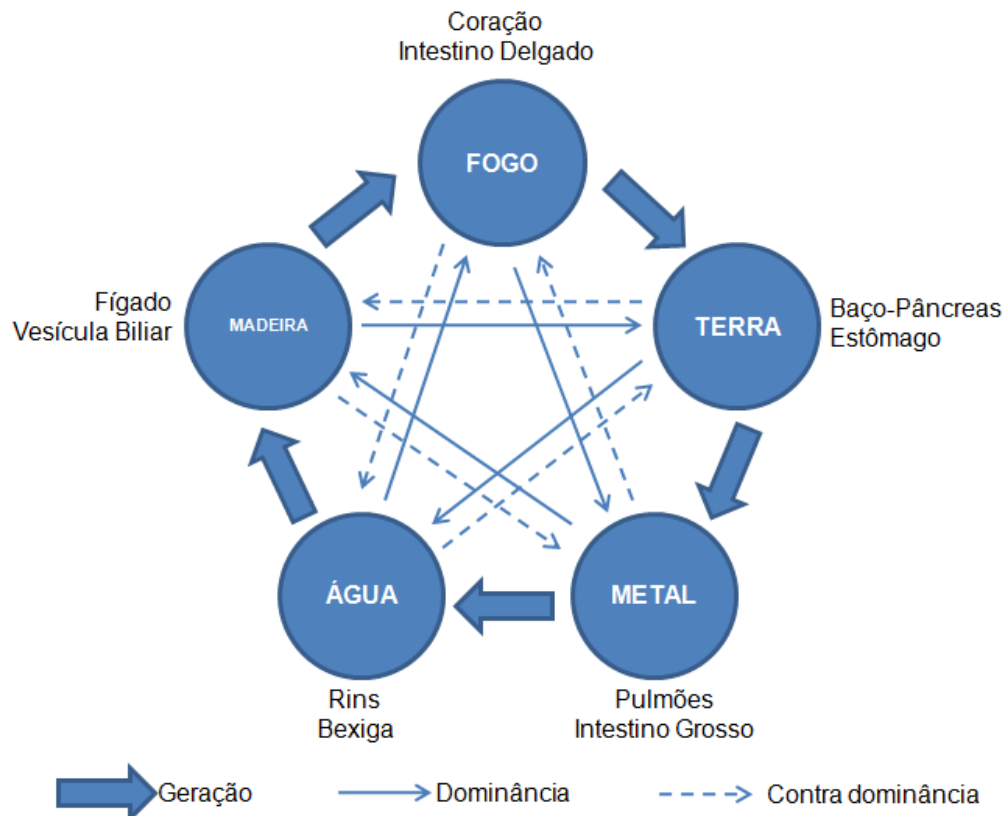 Coração
Intestino Delgado
FOGO
Fígado
Vesícula Biliar
MADEIRA
TERRA
Baço-Pâncreas
Estômago
ÁGUA
METAL
Rins
Bexiga
Pulmões
Intestino Grosso
Geração
Dominância
Contra dominância